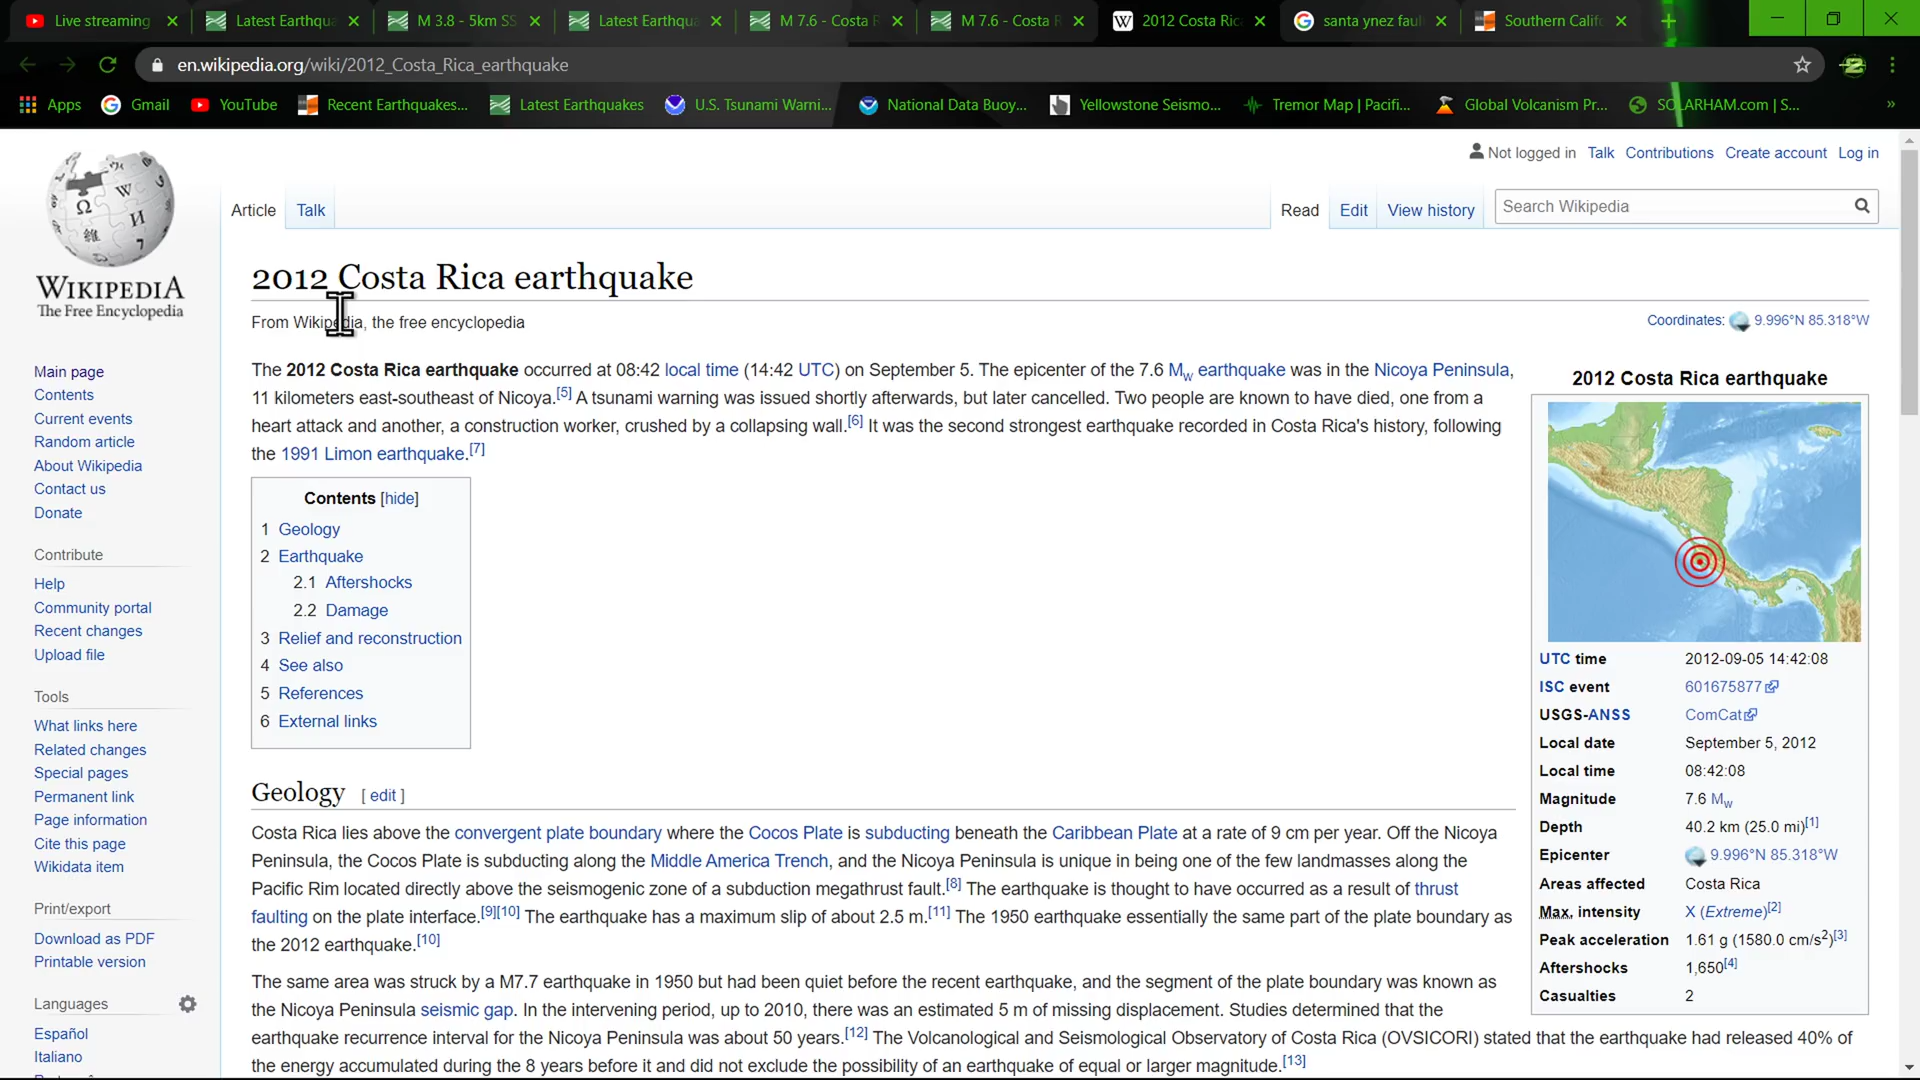 Live streaming
Latest Earthqua
M 3.8 - 5km SS
Latest Earthqua
M 7.6 - Costa R
M 7.6 - Costa R
2012 Costa Ric
santa ynez faul
Southern Calif
en.wikipedia.org/wiki/2012_Costa_Rica_earthquake
Apps
Gmail
YouTube
Recent Earthquakes...
Latest Earthquakes
U.S. Tsunami Warni...
National Data Buoy...
Yellowstone Seismo...
Tremor Map | Pacifi...
Global Volcanism Pr...
SOLARHAM.com | S...
»
Not logged in Talk Contributions Create account Log in
Article Talk
Read Edit View history
Search Wikipedia
WIKIPEDIA
The Free Encyclopedia
Main page
Contents
Current events
Random article
About Wikipedia
Contact us
Donate
Contribute
Help
Community portal
Recent changes
Upload file
Tools
What links here
Related changes
Special pages
Permanent link
Page information
Cite this page
Wikidata item
Print/export
Download as PDF
Printable version
Languages
Español
Italiano
2012 Costa Rica earthquake
From Wikipedia, the free encyclopedia
Coordinates: 9.996°N 85.318°W
The 2012 Costa Rica earthquake occurred at 08:42 local time (14:42 UTC) on September 5. The epicenter of the 7.6 Mw earthquake was in the Nicoya Peninsula,
11 kilometers east-southeast of Nicoya.[5] A tsunami warning was issued shortly afterwards, but later cancelled. Two people are known to have died, one from a
heart attack and another, a construction worker, crushed by a collapsing wall.[6] It was the second strongest earthquake recorded in Costa Rica's history, following
the 1991 Limon earthquake.[7]
Contents [hide]
1 Geology
2 Earthquake
2.1 Aftershocks
2.2 Damage
3 Relief and reconstruction
4 See also
5 References
6 External links
Geology [ edit ]
Costa Rica lies above the convergent plate boundary where the Cocos Plate is subducting beneath the Caribbean Plate at a rate of 9 cm per year. Off the Nicoya
Peninsula, the Cocos Plate is subducting along the Middle America Trench, and the Nicoya Peninsula is unique in being one of the few landmasses along the
Pacific Rim located directly above the seismogenic zone of a subduction megathrust fault.[8] The earthquake is thought to have occurred as a result of thrust
faulting on the plate interface.[9][10] The earthquake has a maximum slip of about 2.5 m.[11] The 1950 earthquake essentially the same part of the plate boundary as
the 2012 earthquake.[10]
The same area was struck by a M7.7 earthquake in 1950 but had been quiet before the recent earthquake, and the segment of the plate boundary was known as
the Nicoya Peninsula seismic gap. In the intervening period, up to 2010, there was an estimated 5 m of missing displacement. Studies determined that the
earthquake recurrence interval for the Nicoya Peninsula was about 50 years.[12] The Volcanological and Seismological Observatory of Costa Rica (OVSICORI) stated that the earthquake had released 40% of
the energy accumulated during the 8 years before it and did not exclude the possibility of an earthquake of equal or larger magnitude.[13]
2012 Costa Rica earthquake
UTC time 2012-09-05 14:42:08
ISC event 601675877
USGS-ANSS ComCat
Local date September 5, 2012
Local time 08:42:08
Magnitude 7.6 Mw
Depth 40.2 km (25.0 mi)[1]
Epicenter 9.996°N 85.318°W
Areas affected Costa Rica
Max. intensity X (Extreme)[2]
Peak acceleration 1.61 g (1580.0 cm/s2)[3]
Aftershocks 1,650[4]
Casualties 2